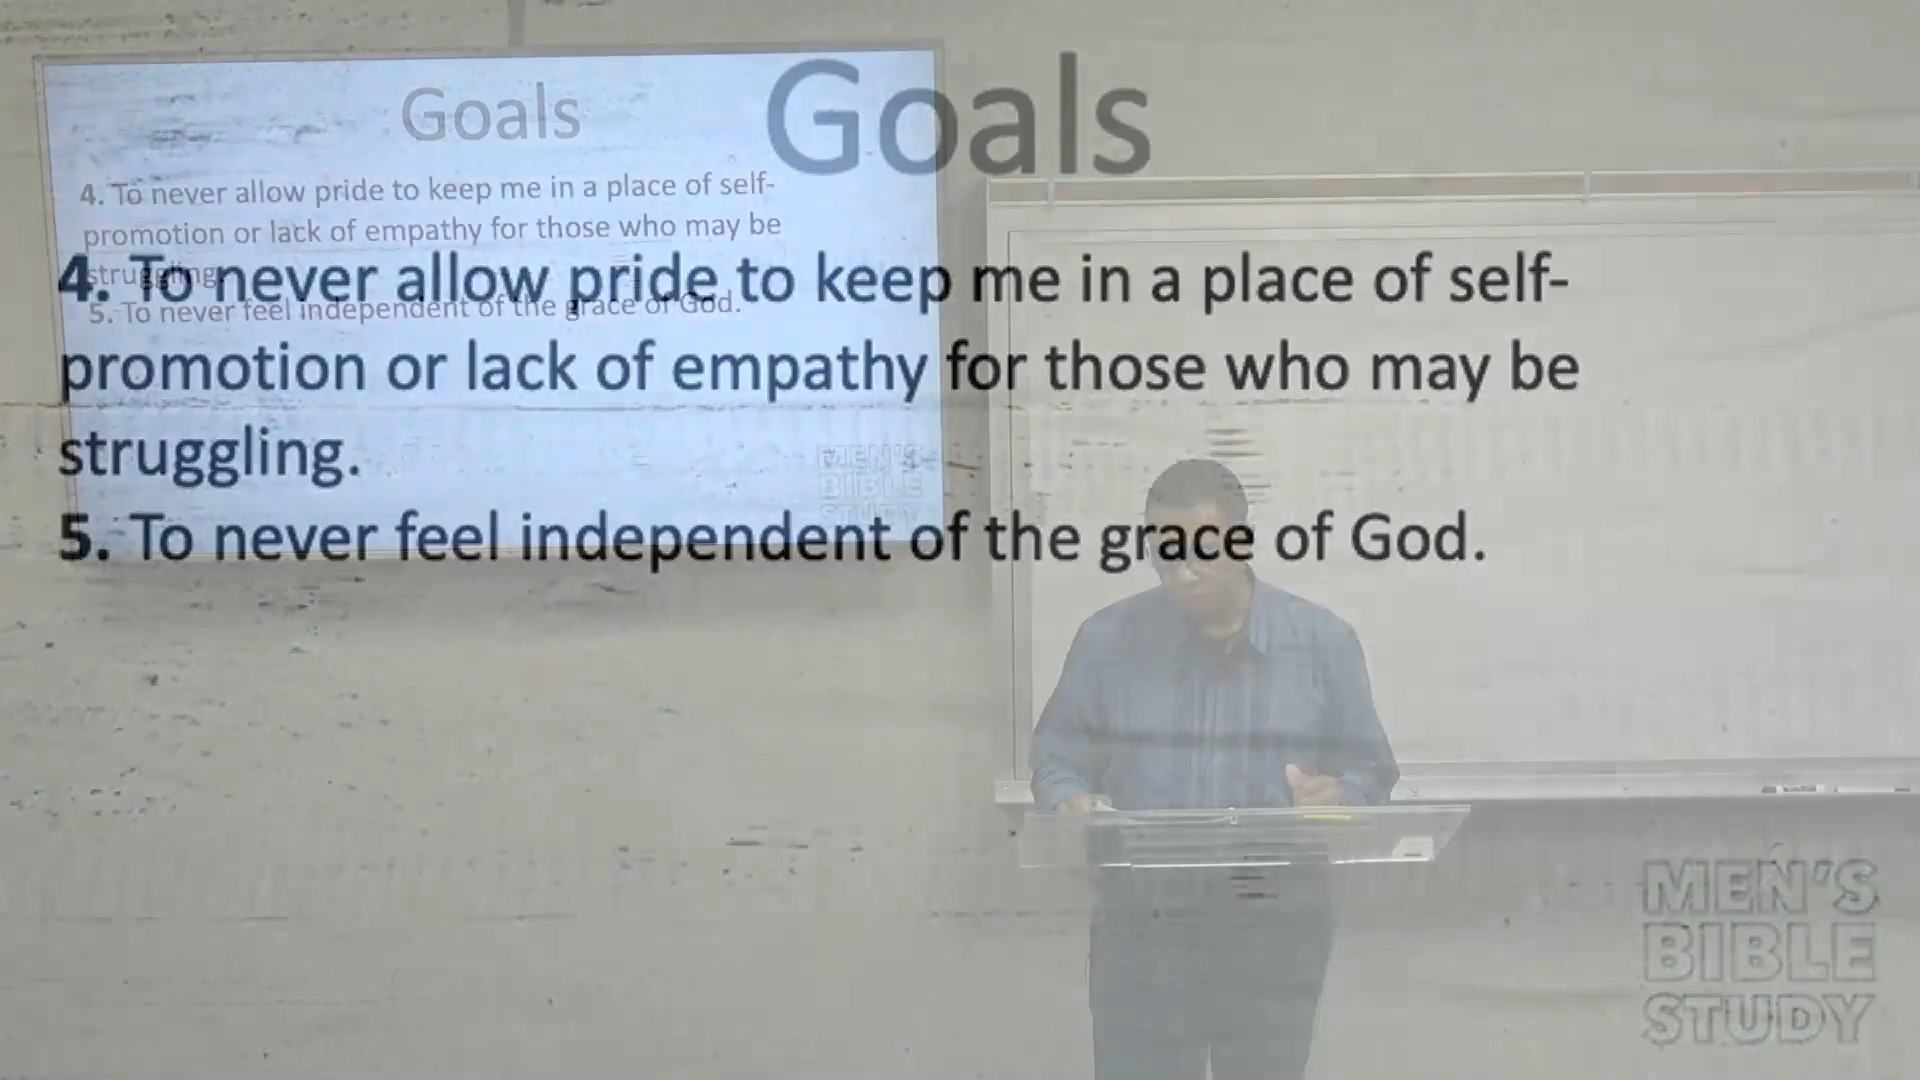 Goals
4. To never allow pride to keep me in a place of self-
promotion or lack of empathy for those who may be
struggling.
5. To never feel independent of the grace of God.
Goals
4. To never allow pride to keep me in a place of self-
promotion or lack of empathy for those who may be
struggling.
5. To never feel independent of the grace of God.
MEN'S
BIBLE
STUDY
MEN'S
BIBLE
STUDY